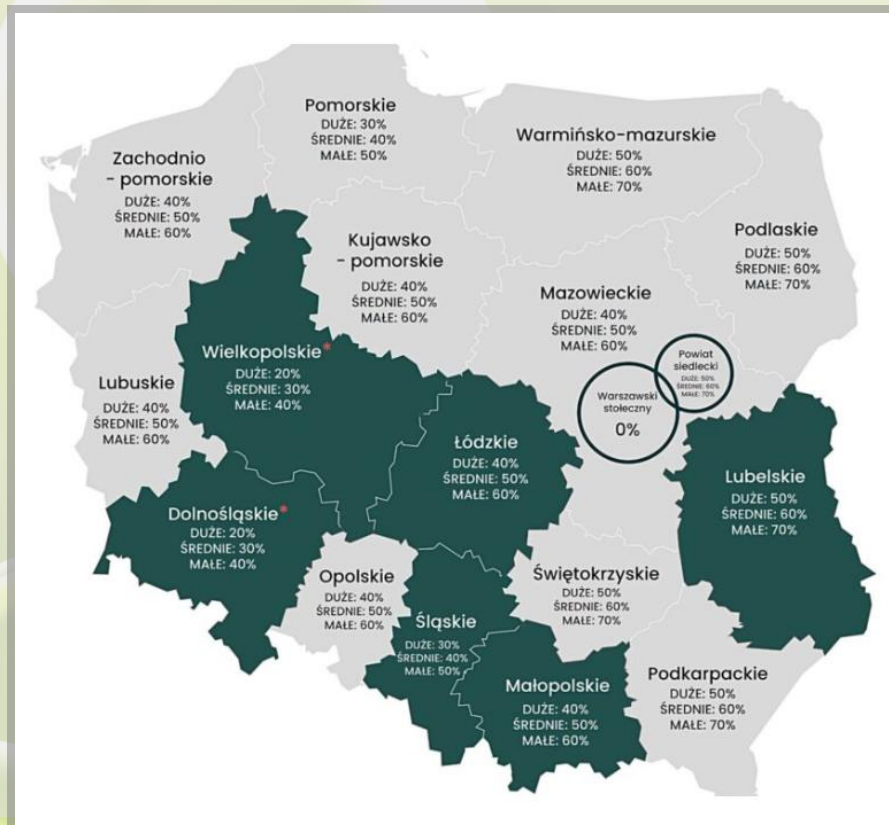 Pomorskie
DUŻE: 30%
ŚREDNIE: 40%
MAŁE: 50%
Warmińsko-mazurskie
DUŻE: 50%
ŚREDNIE: 60%
MAŁE: 70%
Zachodnio
- pomorskie
DUŻE: 40%
ŚREDNIE: 50%
MAŁE: 60%
Kujawsko
- pomorskie
DUŻE: 40%
ŚREDNIE: 50%
MAŁE: 60%
Podlaskie
DUŻE: 50%
ŚREDNIE: 60%
MAŁE: 70%
Mazowieckie
DUŻE: 40%
ŚREDNIE: 50%
MAŁE: 60%
Wielkopolskie*
DUŻE: 20%
ŚREDNIE: 30%
MAŁE: 40%
Powiat
siedlecki
DUŻE: 50%
ŚREDNIE: 60%
MAŁE: 70%
Lubuskie
DUŻE: 40%
ŚREDNIE: 50%
MAŁE: 60%
Warszawski
stołeczny
0%
Łódzkie
DUŻE: 40%
ŚREDNIE: 50%
MAŁE: 60%
Lubelskie
DUŻE: 50%
ŚREDNIE: 60%
MAŁE: 70%
Dolnośląskie*
DUŻE: 20%
ŚREDNIE: 30%
MAŁE: 40%
Opolskie
DUŻE: 40%
ŚREDNIE: 50%
MAŁE: 60%
Świętokrzyskie
DUŻE: 50%
ŚREDNIE: 60%
MAŁE: 70%
Śląskie
DUŻE: 30%
ŚREDNIE: 40%
MAŁE: 50%
Małopolskie
DUŻE: 40%
ŚREDNIE: 50%
MAŁE: 60%
Podkarpackie
DUŻE: 50%
ŚREDNIE: 60%
MAŁE: 70%